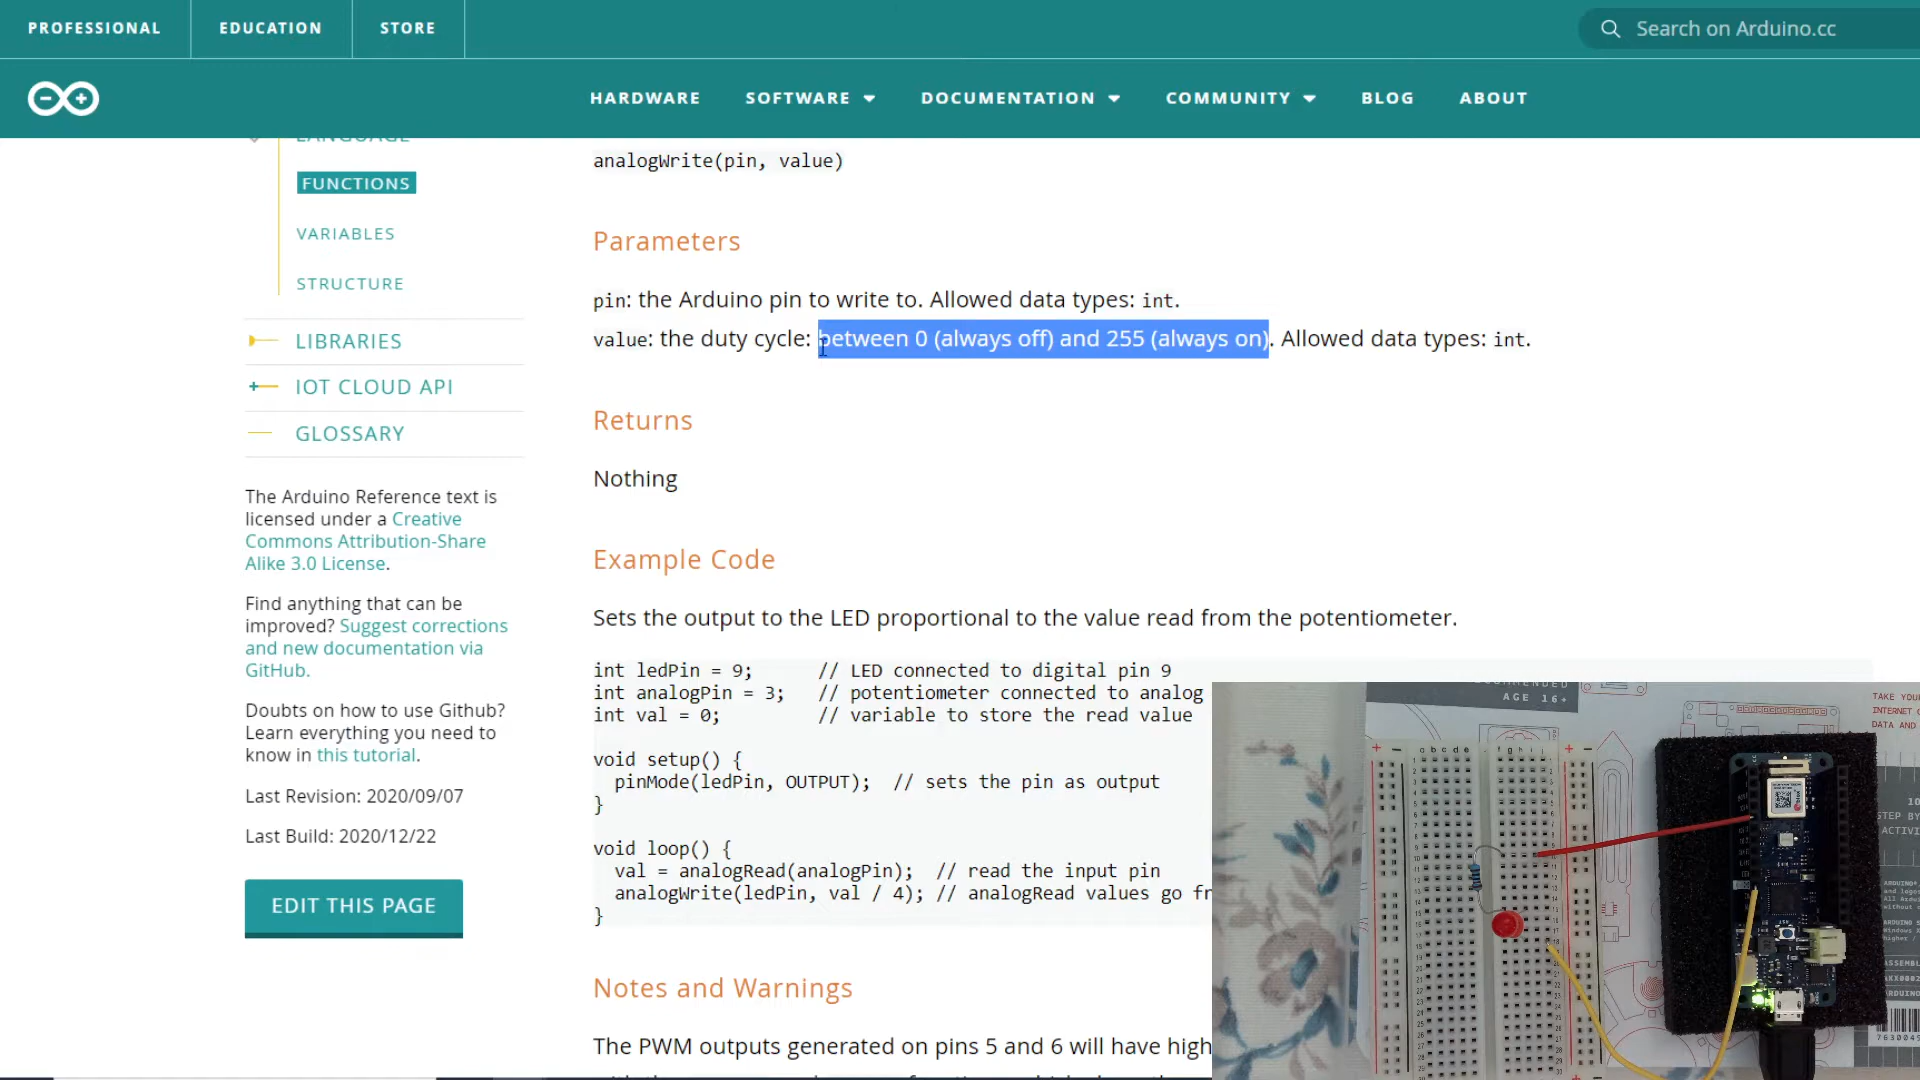 PROFESSIONAL EDUCATION STORE
Search on Arduino.cc
HARDWARE SOFTWARE DOCUMENTATION COMMUNITY BLOG ABOUT
LANGUAGE
FUNCTIONS
VARIABLES
STRUCTURE
LIBRARIES
IOT CLOUD API
GLOSSARY
The Arduino Reference text is
licensed under a Creative
Commons Attribution-Share
Alike 3.0 License.
Find anything that can be
improved? Suggest corrections
and new documentation via
GitHub.
Doubts on how to use Github?
Learn everything you need to
know in this tutorial.
Last Revision: 2020/09/07
Last Build: 2020/12/22
EDIT THIS PAGE
analogWrite(pin, value)
Parameters
pin: the Arduino pin to write to. Allowed data types: int.
value: the duty cycle: between 0 (always off) and 255 (always on). Allowed data types: int.
Returns
Nothing
Example Code
Sets the output to the LED proportional to the value read from the potentiometer.
int ledPin = 9;      // LED connected to digital pin 9
int analogPin = 3;   // potentiometer connected to analog
int val = 0;         // variable to store the read value
void setup() {
  pinMode(ledPin, OUTPUT);  // sets the pin as output
}
void loop() {
  val = analogRead(analogPin);  // read the input pin
  analogWrite(ledPin, val / 4); // analogRead values go fr
}
Notes and Warnings
The PWM outputs generated on pins 5 and 6 will have high
AGE 16+
TAKE YOUR
INTERNET
DATA AND